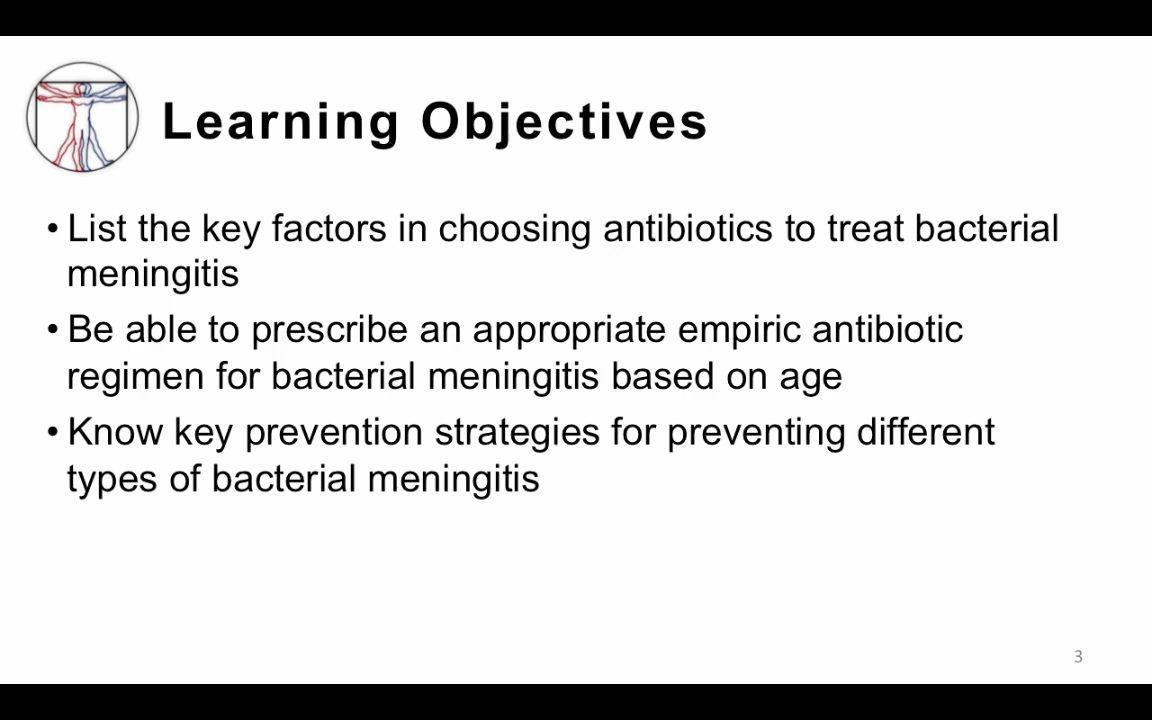 Learning Objectives
• List the key factors in choosing antibiotics to treat bacterial
meningitis
• Be able to prescribe an appropriate empiric antibiotic
regimen for bacterial meningitis based on age
• Know key prevention strategies for preventing different
types of bacterial meningitis
3